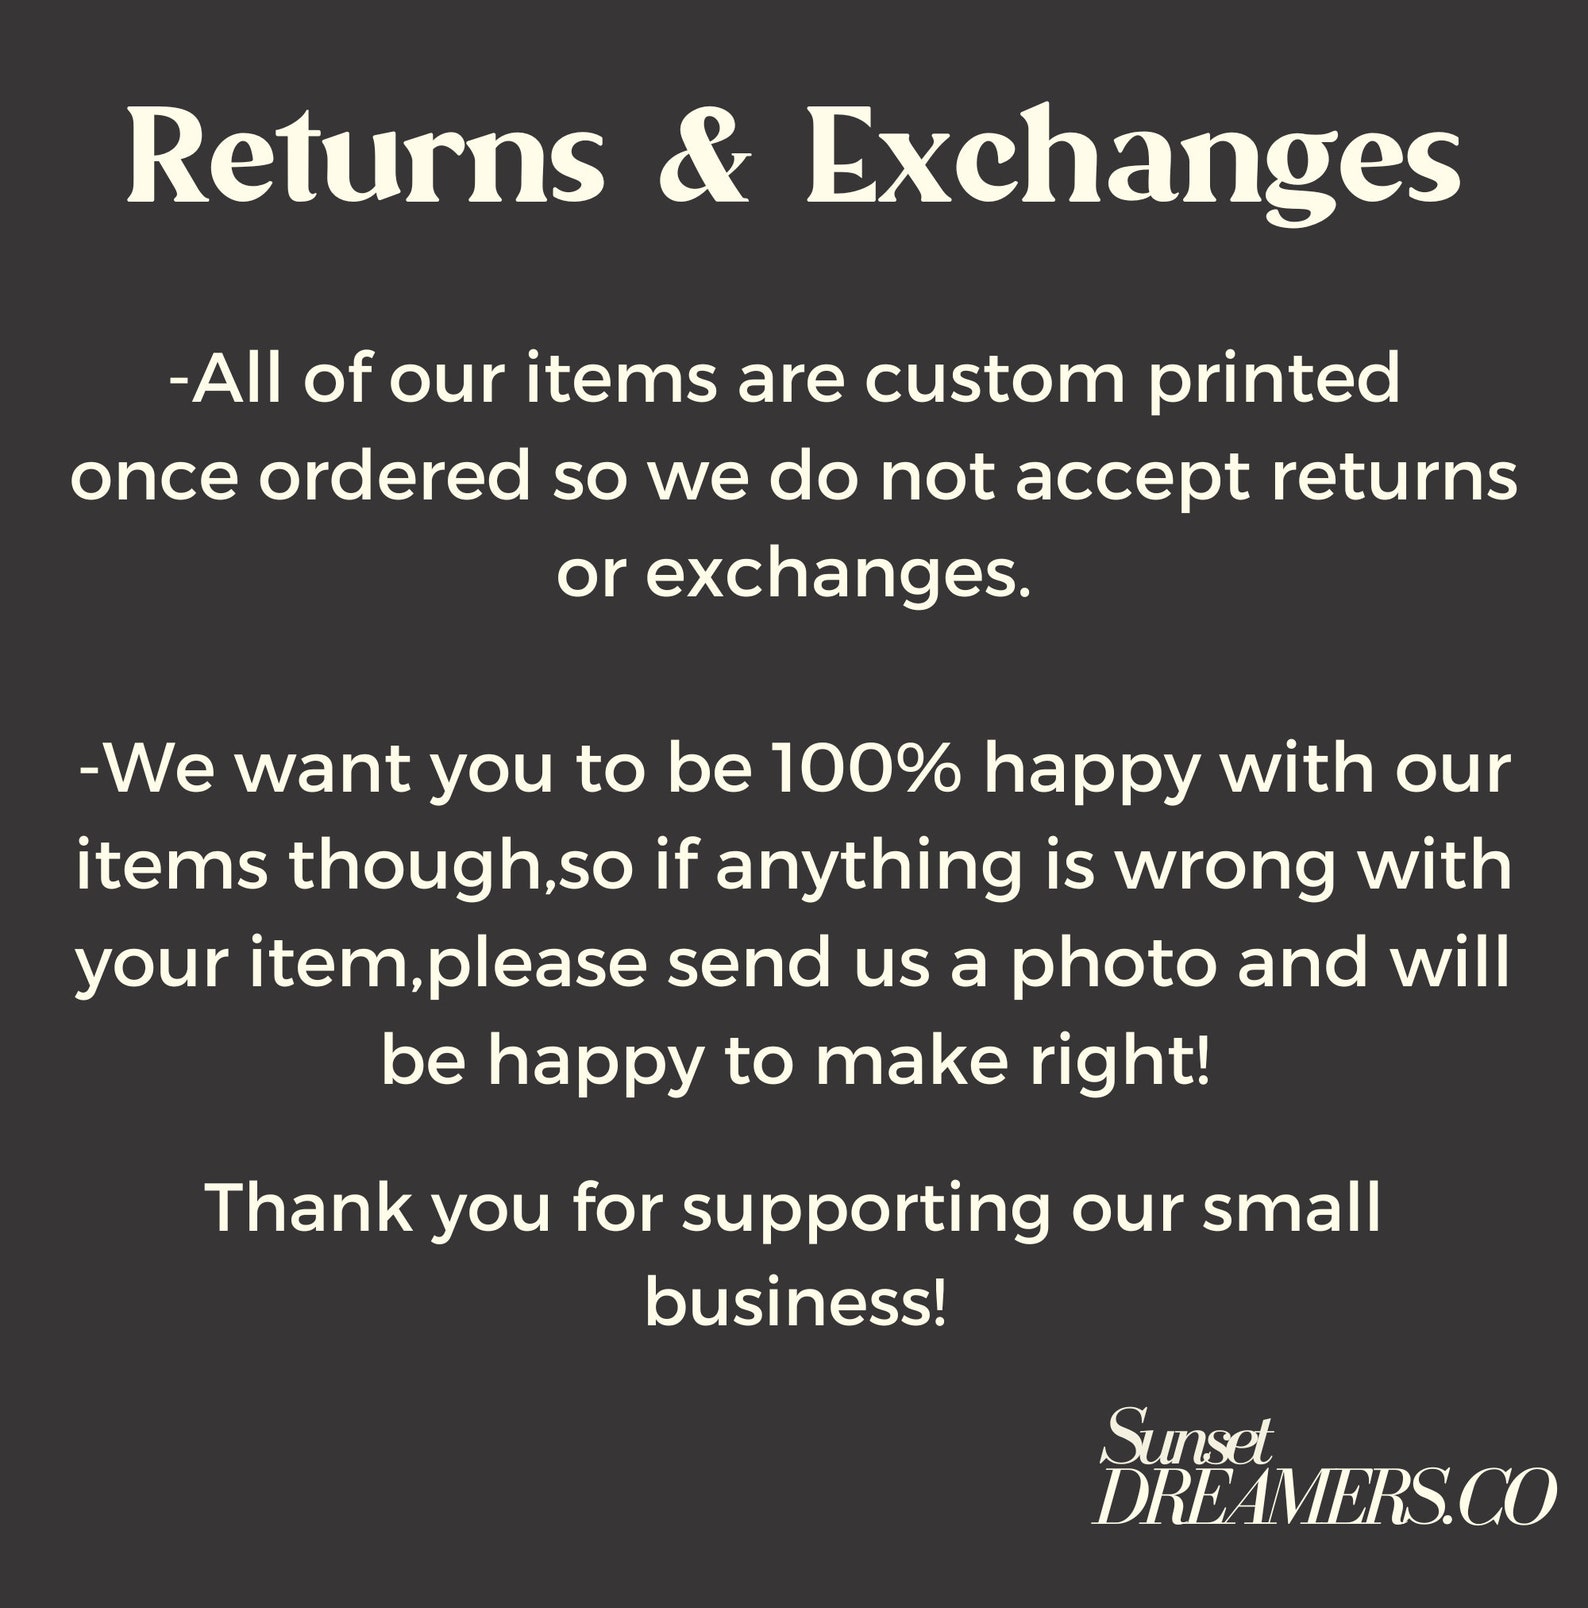 Returns & Exchanges
-All of our items are custom printed
once ordered so we do not accept returns
or exchanges.
-We want you to be 100% happy with our
items though,so if anything is wrong with
your item,please send us a photo and will
be happy to make right!
Thank you for supporting our small
business!
Sunset
DREAMERS.CO